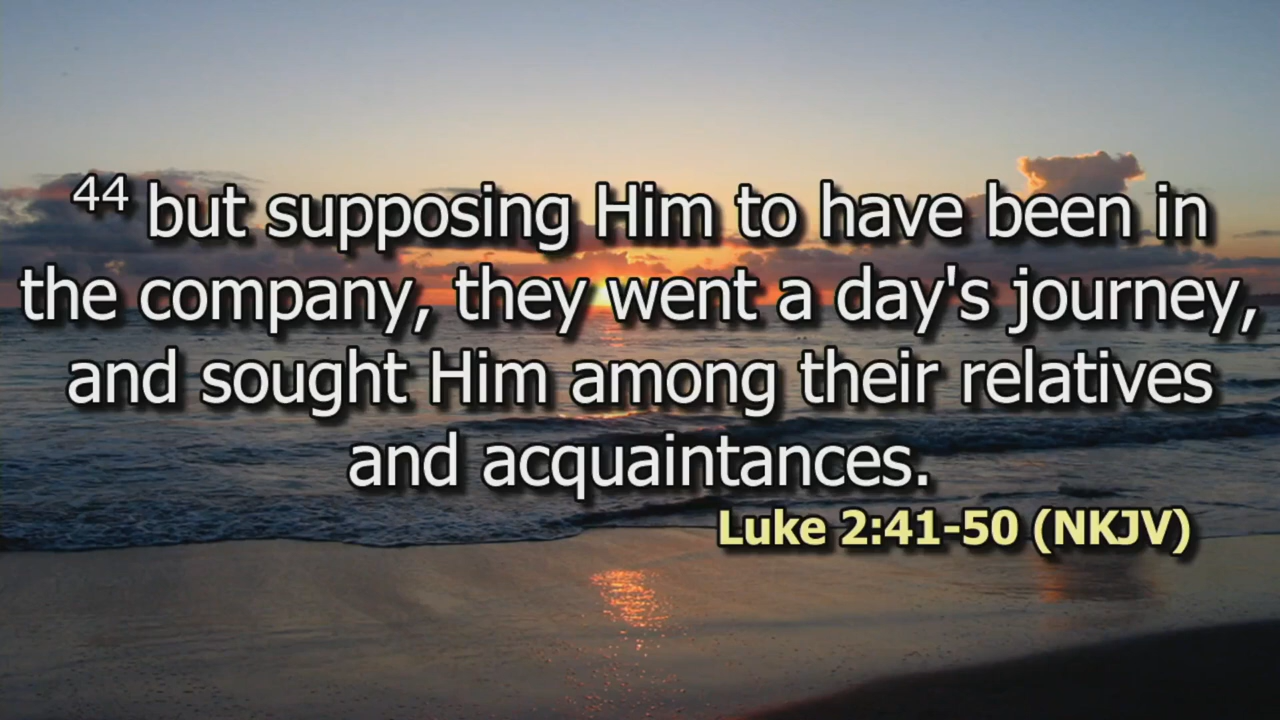 44 but supposing Him to have been in
the company, they went a day's journey,
and sought Him among their relatives
and acquaintances.
Luke 2:41-50 (NKJV)